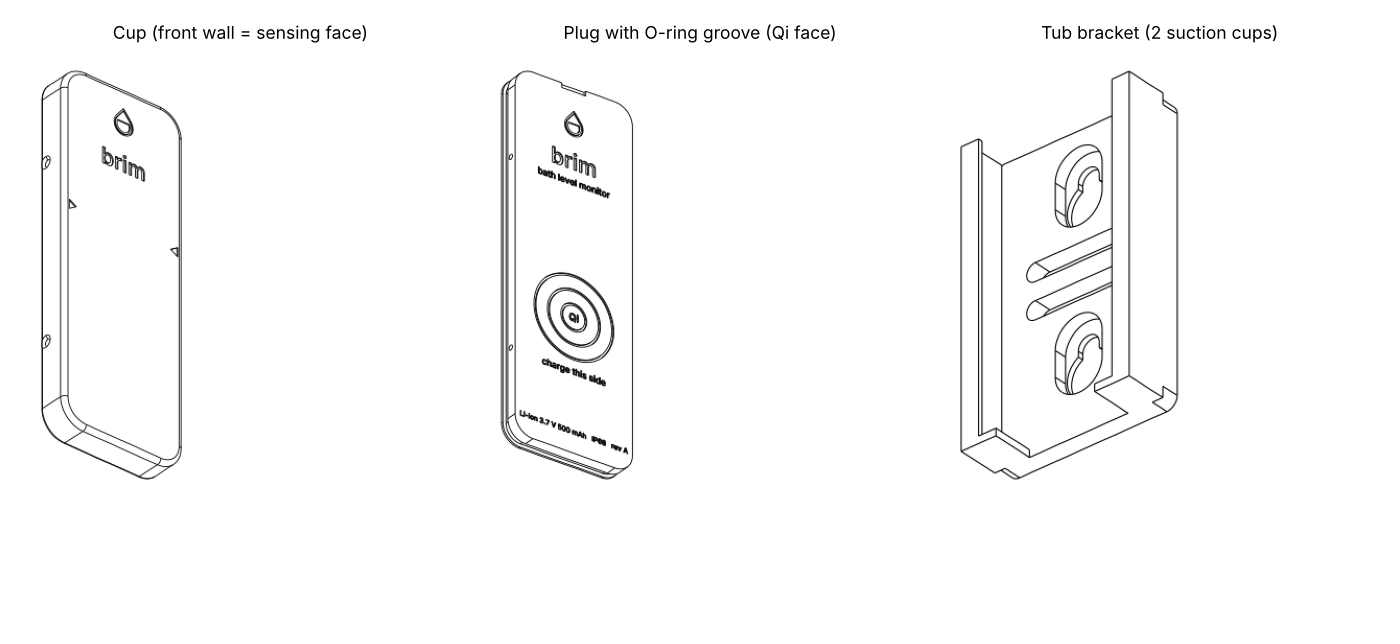 Cup (front wall = sensing face)
Plug with O-ring groove (Qi face)
Tub bracket (2 suction cups)
brim
brim
bath level monitor
Qi
charge this side
Li-ion 3.7 V 500 mAh IP68 rev A